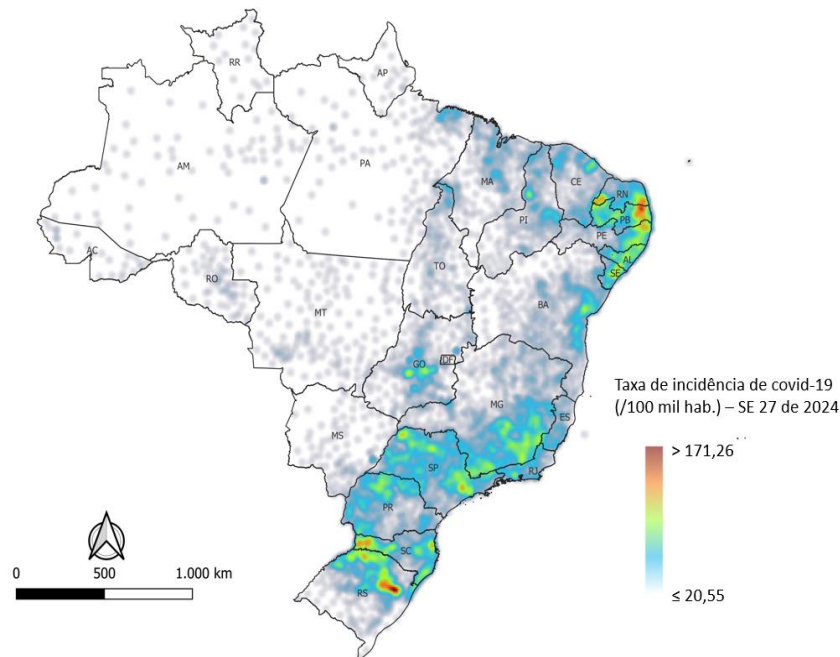 RR
AP
AM
PA
MA
CE
RN
PB
PI
PE
AL
SE
AC
RO
TO
BA
MT
GO
DF
MG
ES
MS
SP
RJ
PR
SC
RS
Taxa de incidência de covid-19
(/100 mil hab.) – SE 27 de 2024
> 171,26
≤ 20,55
0 500 1.000 km